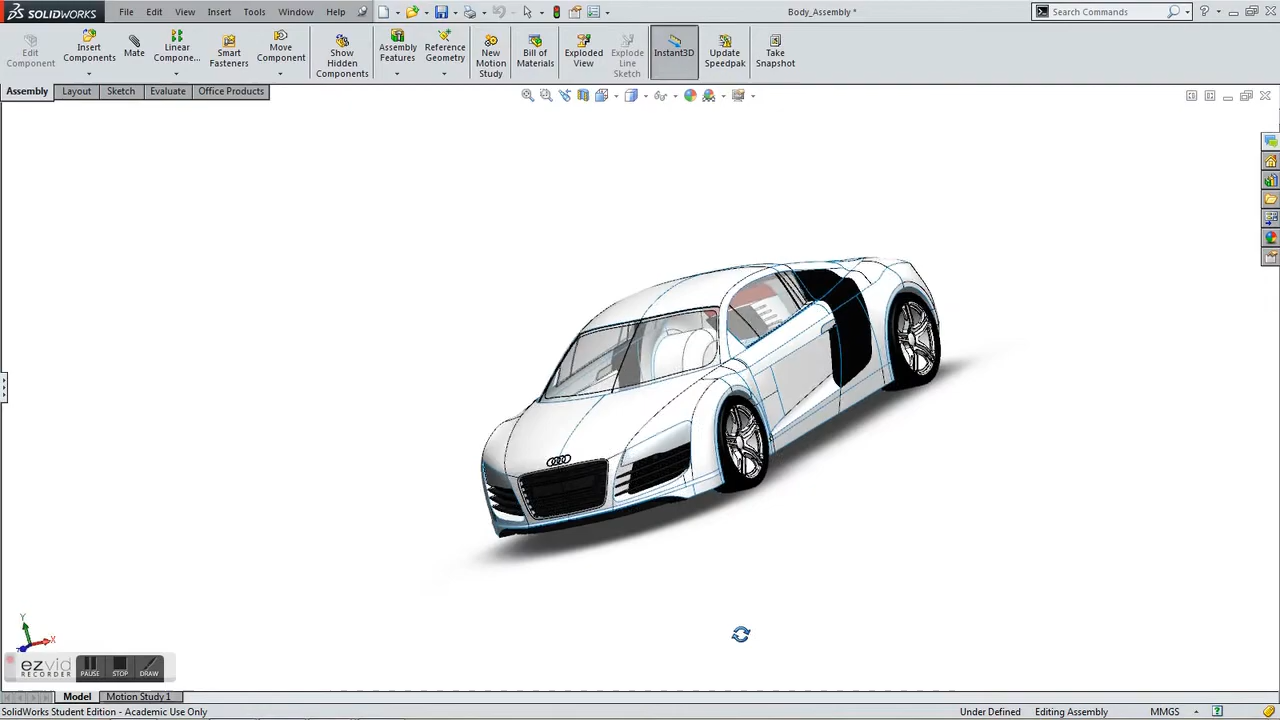 SOLIDWORKS File Edit View Insert Tools Window Help Body_Assembly * Search Commands ?
Edit Component
Insert Components
Mate
Linear Compone...
Smart Fasteners
Move Component
Show Hidden Components
Assembly Features
Reference Geometry
New Motion Study
Bill of Materials
Exploded View
Explode Line Sketch
Instant3D
Update Speedpak
Take Snapshot
Assembly Layout Sketch Evaluate Office Products
Y
X
Z
ezvid
RECORDER
PAUSE STOP DRAW
Model Motion Study 1
SolidWorks Student Edition - Academic Use Only Under Defined Editing Assembly MMGS ?